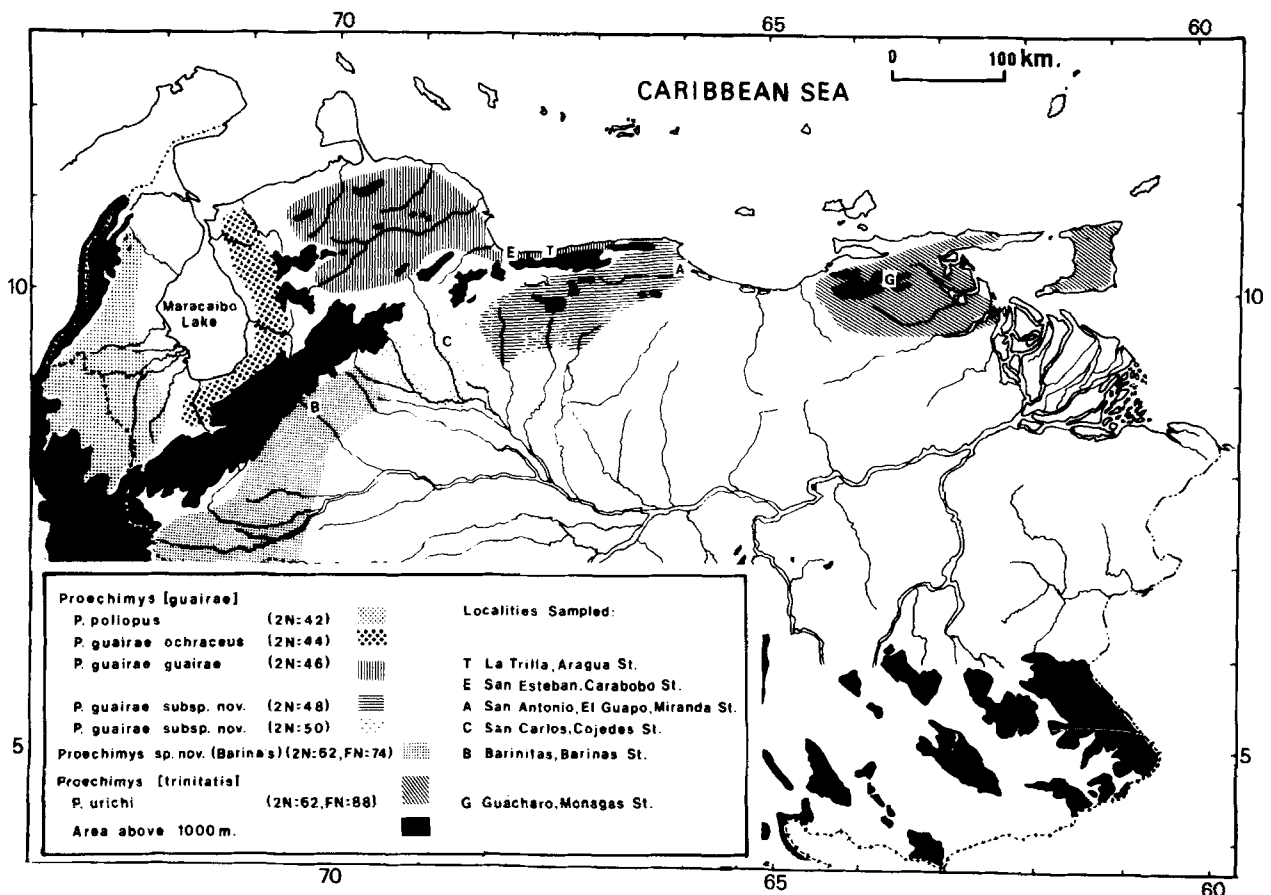 70 65 60
0 100 km.
CARIBBEAN SEA
E T
A
10 10
G
Maracaibo
Lake
C
B
Proechimys [guairae]
P. poliopus (2N=42)
P. guairae ochraceus (2N=44)
P. guairae guairae (2N=46)
P. guairae subsp. nov. (2N=48)
P. guairae subsp. nov. (2N=50)
Proechimys sp. nov. (Barinas) (2N=62, FN=74)
Proechimys [trinitatis]
P. urichi (2N=62, FN=88)
Area above 1000 m.
Localities Sampled:
T La Trilla, Aragua St.
E San Esteban. Carabobo St.
A San Antonio, El Guapo, Miranda St.
C San Carlos, Cojedes St.
B Barinitas, Barinas St.
G Guácharo, Monagas St.
5 5
70 65 60